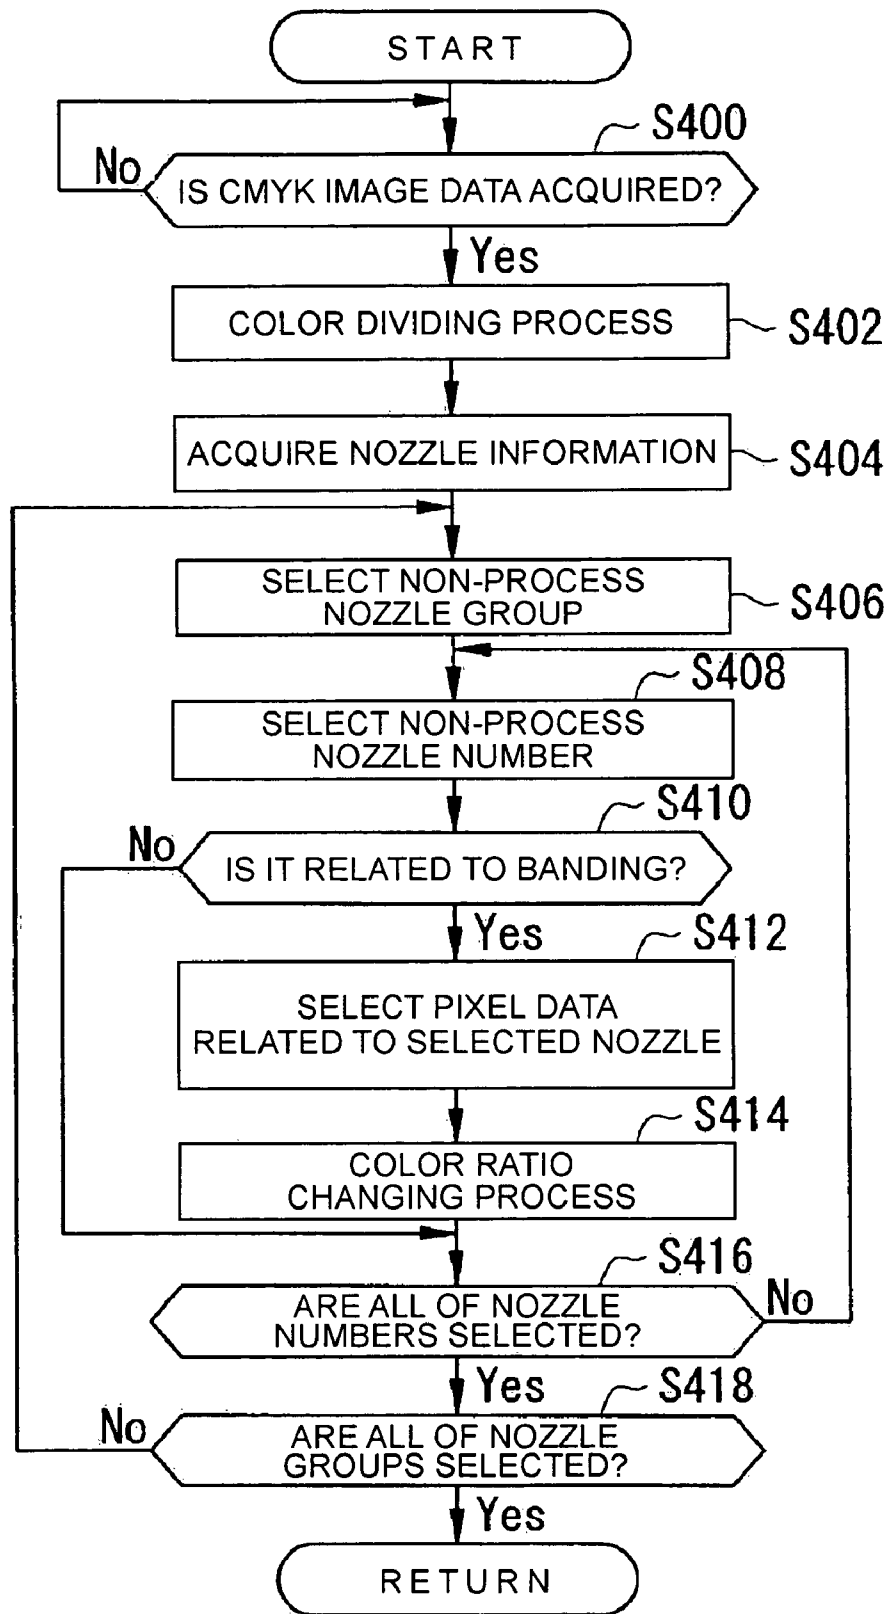 START
S400
No
IS CMYK IMAGE DATA ACQUIRED?
Yes
COLOR DIVIDING PROCESS
S402
ACQUIRE NOZZLE INFORMATION
S404
SELECT NON-PROCESS
NOZZLE GROUP
S406
S408
SELECT NON-PROCESS
NOZZLE NUMBER
S410
No
IS IT RELATED TO BANDING?
Yes
S412
SELECT PIXEL DATA
RELATED TO SELECTED NOZZLE
S414
COLOR RATIO
CHANGING PROCESS
S416
ARE ALL OF NOZZLE
NUMBERS SELECTED?
No
Yes
S418
No
ARE ALL OF NOZZLE
GROUPS SELECTED?
Yes
RETURN